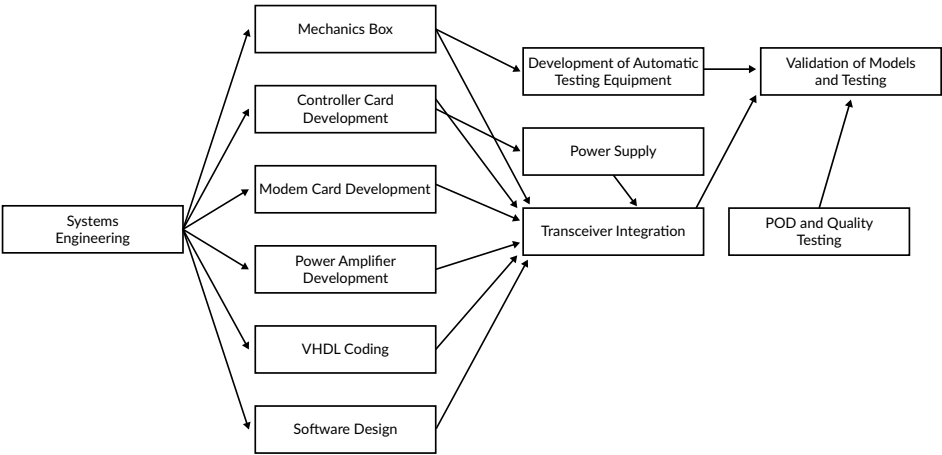 Mechanics Box
Development of Automatic
Testing Equipment
Validation of Models
and Testing
Controller Card
Development
Power Supply
Modem Card Development
Systems
Engineering
Transceiver Integration
POD and Quality
Testing
Power Amplifier
Development
VHDL Coding
Software Design